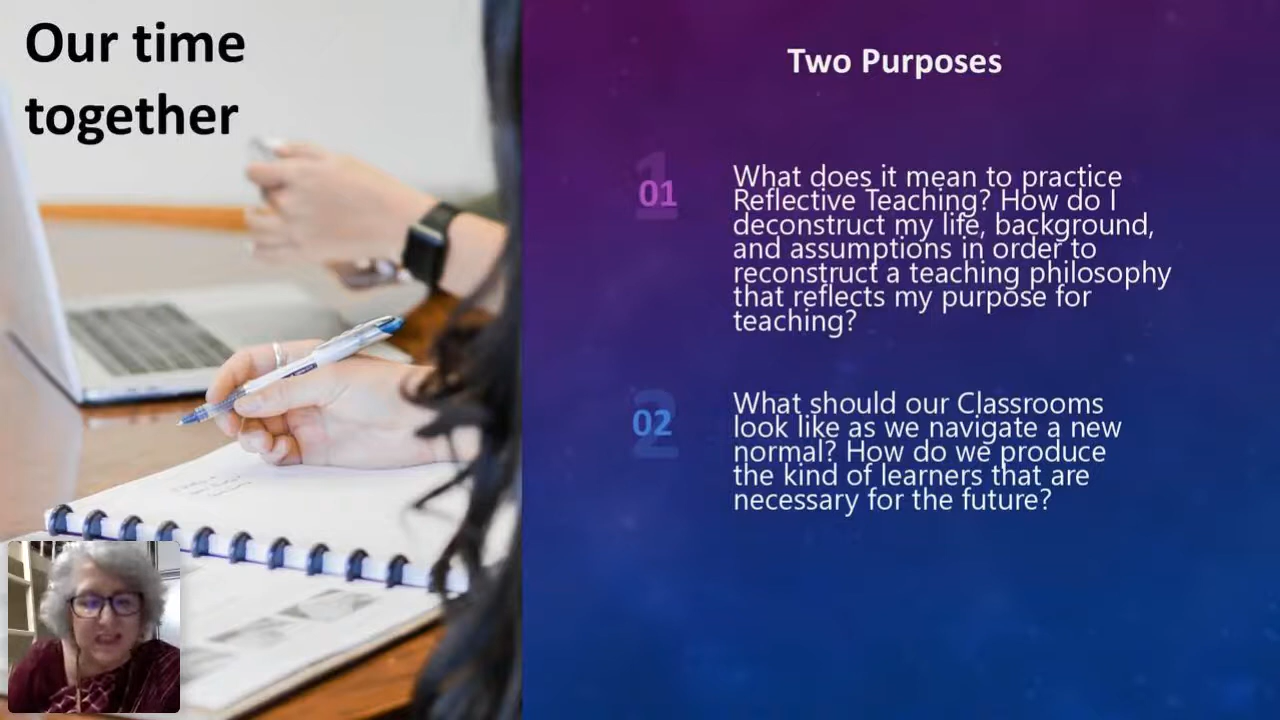 Our time
together
Two Purposes
01
What does it mean to practice
Reflective Teaching? How do I
deconstruct my life, background,
and assumptions in order to
reconstruct a teaching philosophy
that reflects my purpose for
teaching?
02
What should our Classrooms
look like as we navigate a new
normal? How do we produce
the kind of learners that are
necessary for the future?